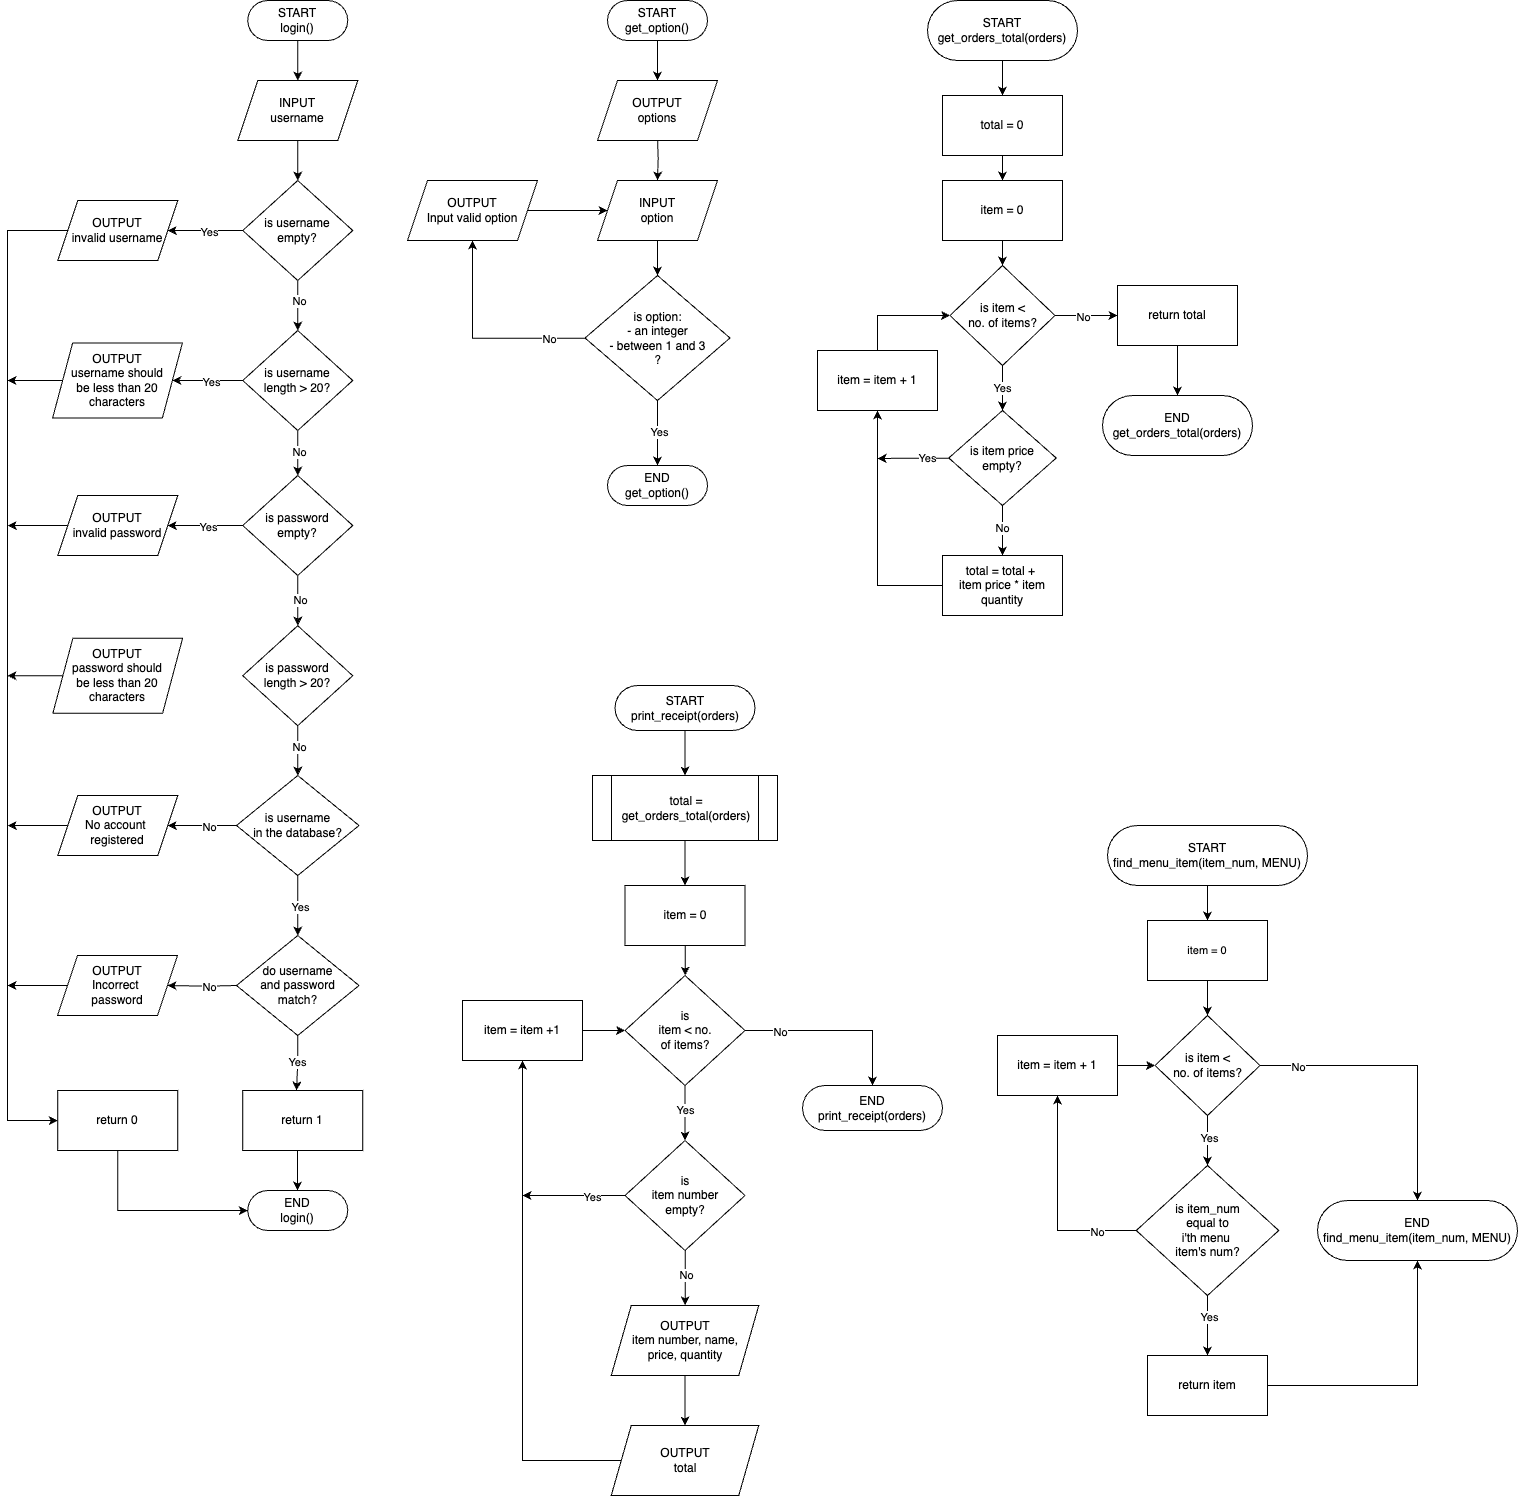 START
login()
INPUT
username
is username
empty?
Yes
OUTPUT
invalid username
No
is username
length > 20?
Yes
OUTPUT
username should
be less than 20
characters
No
is password
empty?
Yes
OUTPUT
invalid password
No
is password
length > 20?
OUTPUT
password should
be less than 20
characters
No
is username
in the database?
No
OUTPUT
No account
registered
Yes
do username
and password
match?
No
OUTPUT
Incorrect
password
Yes
return 0
return 1
END
login()
START
get_option()
OUTPUT
options
OUTPUT
Input valid option
INPUT
option
is option:
- an integer
- between 1 and 3
?
No
Yes
END
get_option()
START
get_orders_total(orders)
total = 0
item = 0
is item <
no. of items?
No
return total
END
get_orders_total(orders)
item = item + 1
Yes
is item price
empty?
Yes
No
total = total +
item price * item
quantity
START
print_receipt(orders)
total =
get_orders_total(orders)
item = 0
item = item +1
is
item < no.
of items?
No
END
print_receipt(orders)
Yes
is
item number
empty?
Yes
No
OUTPUT
item number, name,
price, quantity
OUTPUT
total
START
find_menu_item(item_num, MENU)
item = 0
item = item + 1
is item <
no. of items?
No
Yes
is item_num
equal to
i'th menu
item's num?
No
END
find_menu_item(item_num, MENU)
Yes
return item